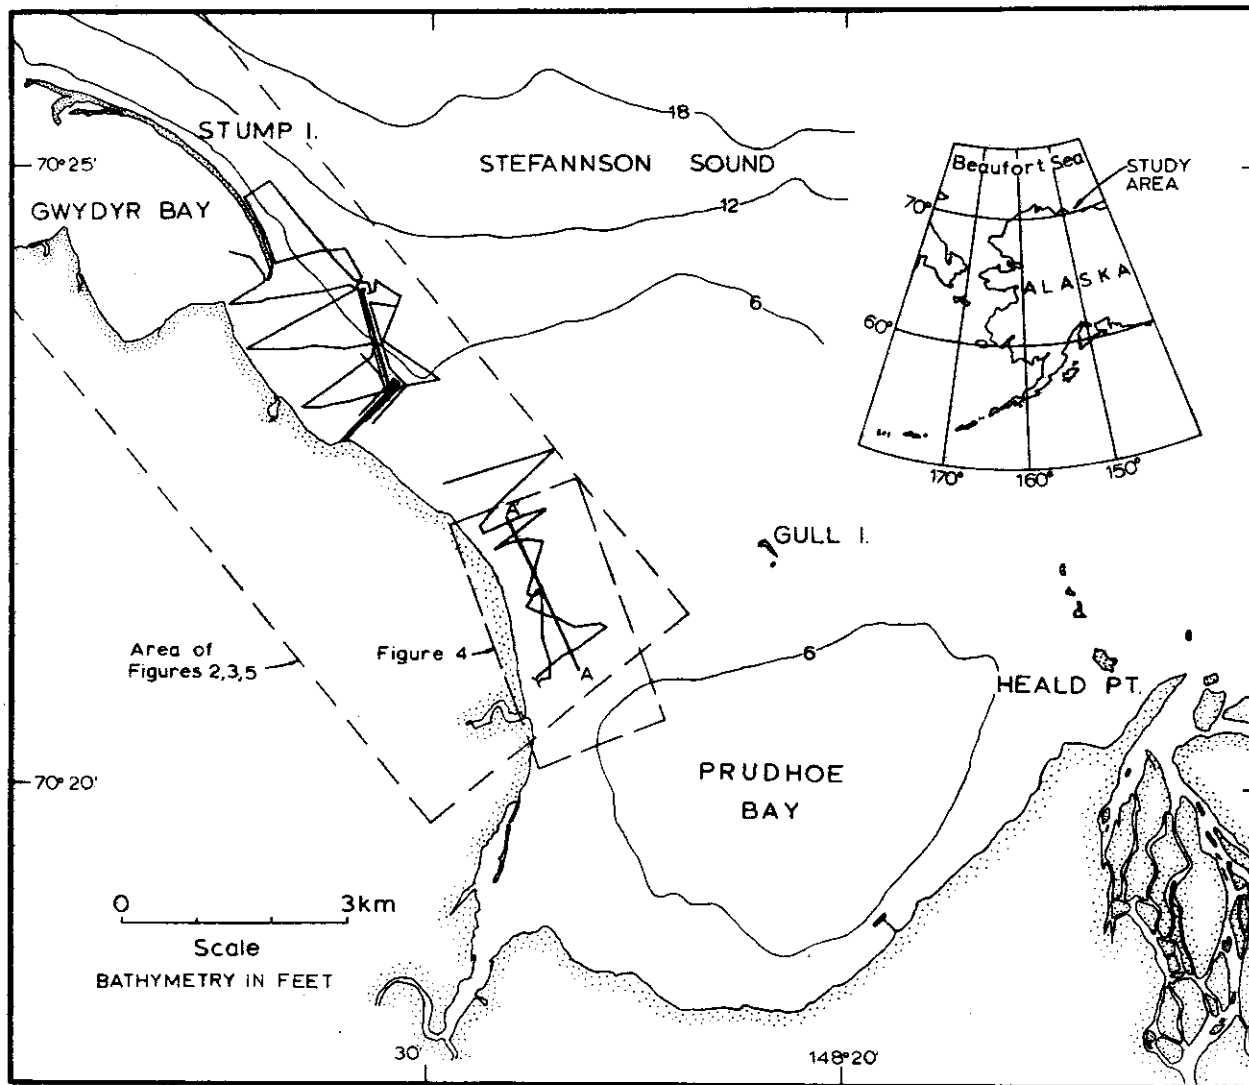 STUMP I.
18
70° 25'
STEFANNSON SOUND
GWYDYR BAY
12
6
Beaufort Sea
STUDY
AREA
70°
ALASKA
60°
170°
160°
150°
A'
GULL I.
Area of
Figures 2,3,5
Figure 4
A
6
HEALD PT.
70° 20'
PRUDHOE
BAY
0 3km
Scale
BATHYMETRY IN FEET
30'
148° 20'